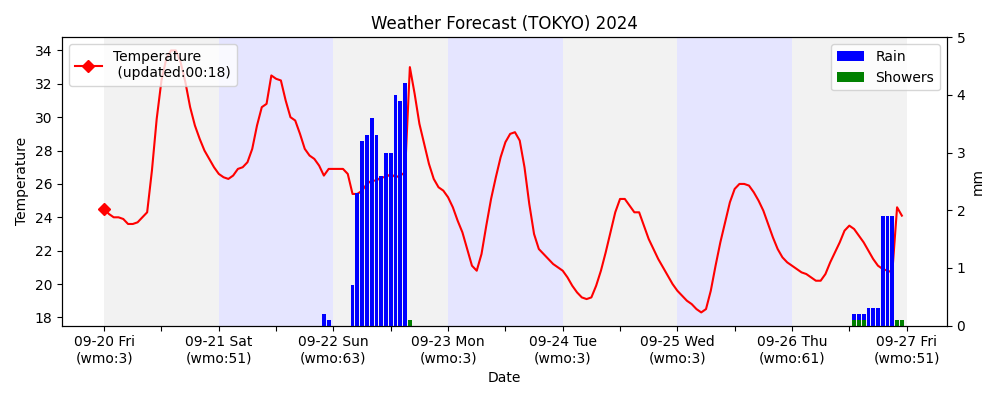 Weather Forecast (TOKYO) 2024
Temperature
(updated:00:18)
Rain
Showers
34
32
30
28
26
24
22
20
18
Temperature
5
4
3
2
1
0
mm
09-20 Fri
(wmo:3)
09-21 Sat
(wmo:51)
09-22 Sun
(wmo:63)
09-23 Mon
(wmo:3)
09-24 Tue
(wmo:3)
09-25 Wed
(wmo:3)
09-26 Thu
(wmo:61)
09-27 Fri
(wmo:51)
Date